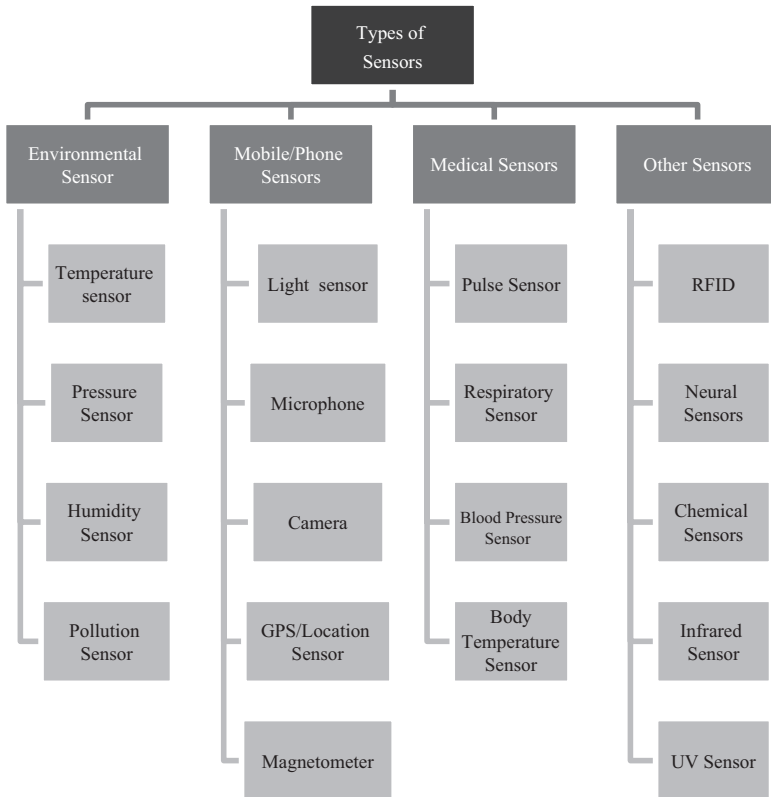 Types of
Sensors
Environmental
Sensor
Temperature
sensor
Pressure
Sensor
Humidity
Sensor
Pollution
Sensor
Mobile/Phone
Sensors
Light sensor
Microphone
Camera
GPS/Location
Sensor
Magnetometer
Medical Sensors
Pulse Sensor
Respiratory
Sensor
Blood Pressure
Sensor
Body
Temperature
Sensor
Other Sensors
RFID
Neural
Sensors
Chemical
Sensors
Infrared
Sensor
UV Sensor